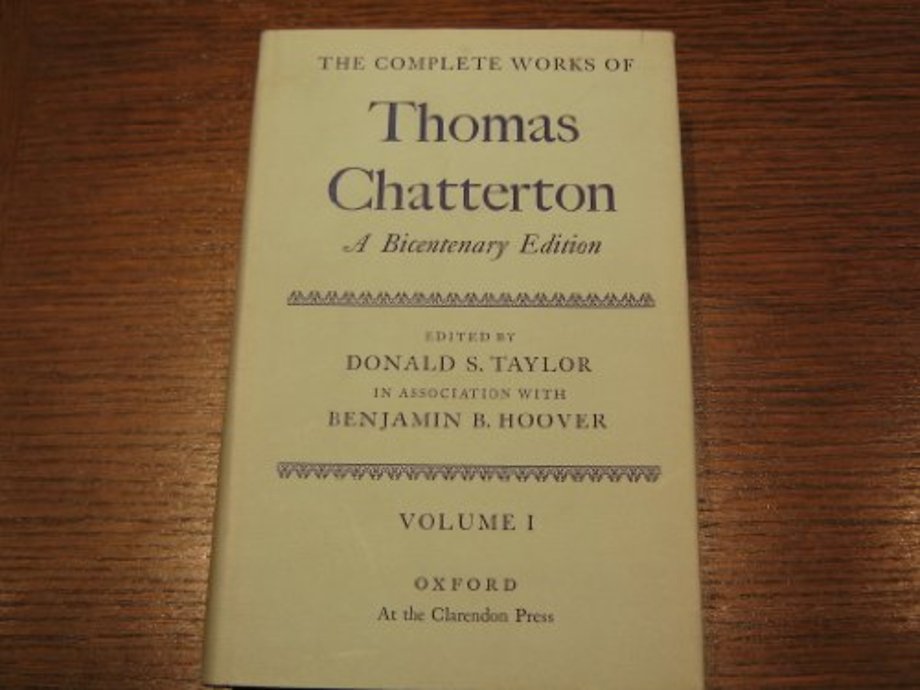 THE COMPLETE WORKS OF
Thomas
Chatterton
A Bicentenary Edition
EDITED BY
DONALD S. TAYLOR
IN ASSOCIATION WITH
BENJAMIN B. HOOVER
VOLUME I
OXFORD
At the Clarendon Press